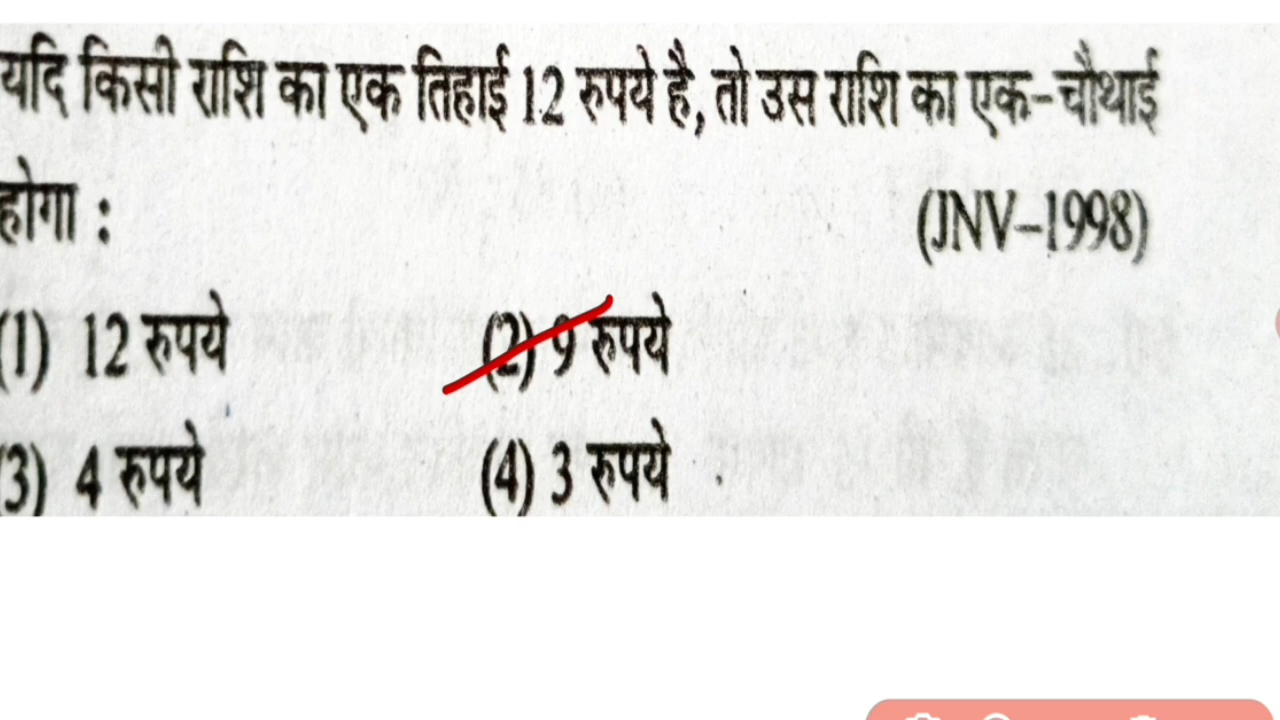 यदि किसी राशि का एक तिहाई 12 रुपये है, तो उस राशि का एक-चौथाई
होगा : (JNV–1998)
(1) 12 रुपये (2) 9 रुपये
(3) 4 रुपये (4) 3 रुपये